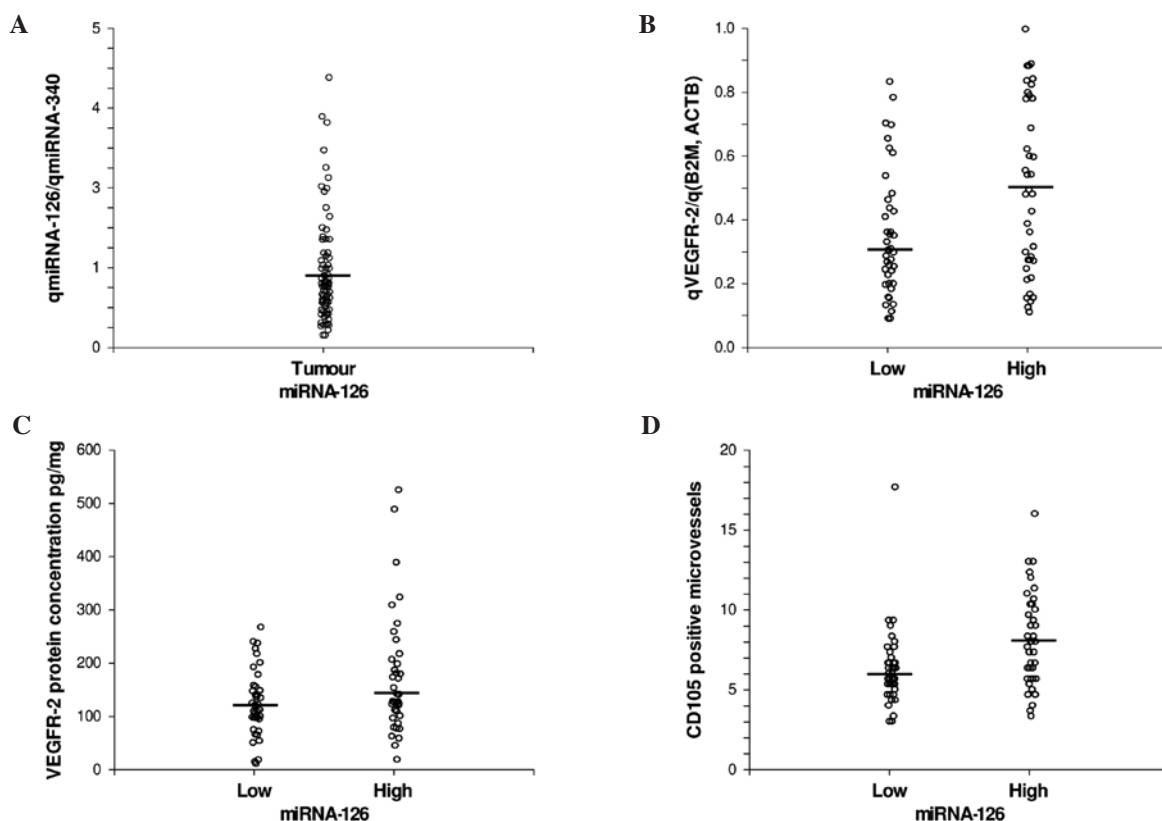 A
qmiRNA-126/qmiRNA-340
5
4
3
1
0
Tumour
miRNA-126
B
qVEGFR-2/q(B2M, ACTB)
1.0
0.8
0.6
0.4
0.2
0.0
Low High
miRNA-126
C
VEGFR-2 protein concentration pg/mg
600
500
400
300
200
100
0
Low High
miRNA-126
D
CD105 positive microvessels
20
15
10
5
0
Low High
miRNA-126